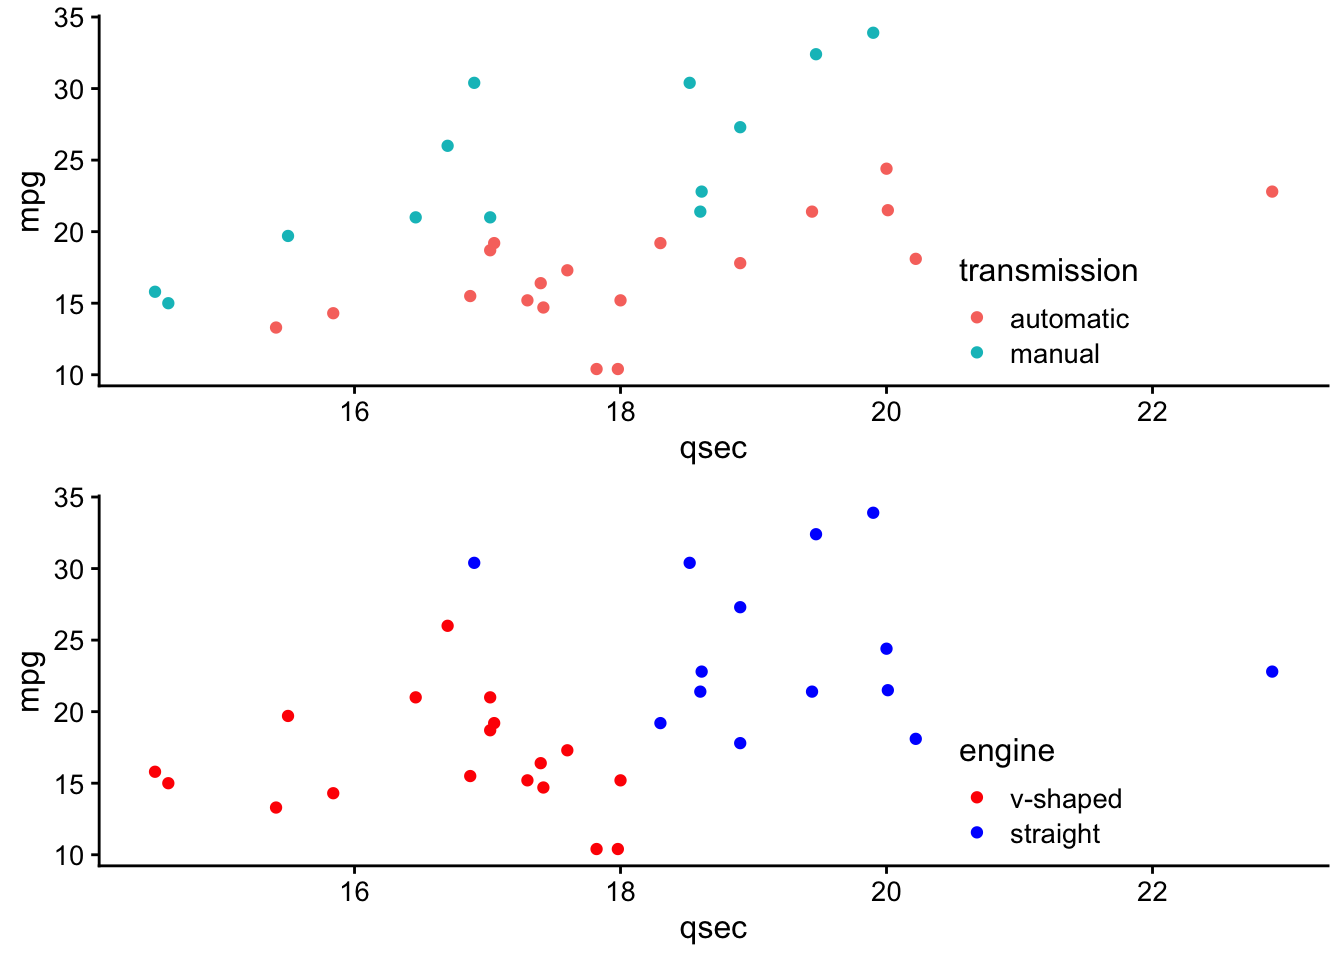 35
30
25
20
15
10
mpg
transmission
automatic
manual
16 18 20 22
qsec
35
30
25
20
15
10
mpg
engine
v-shaped
straight
16 18 20 22
qsec